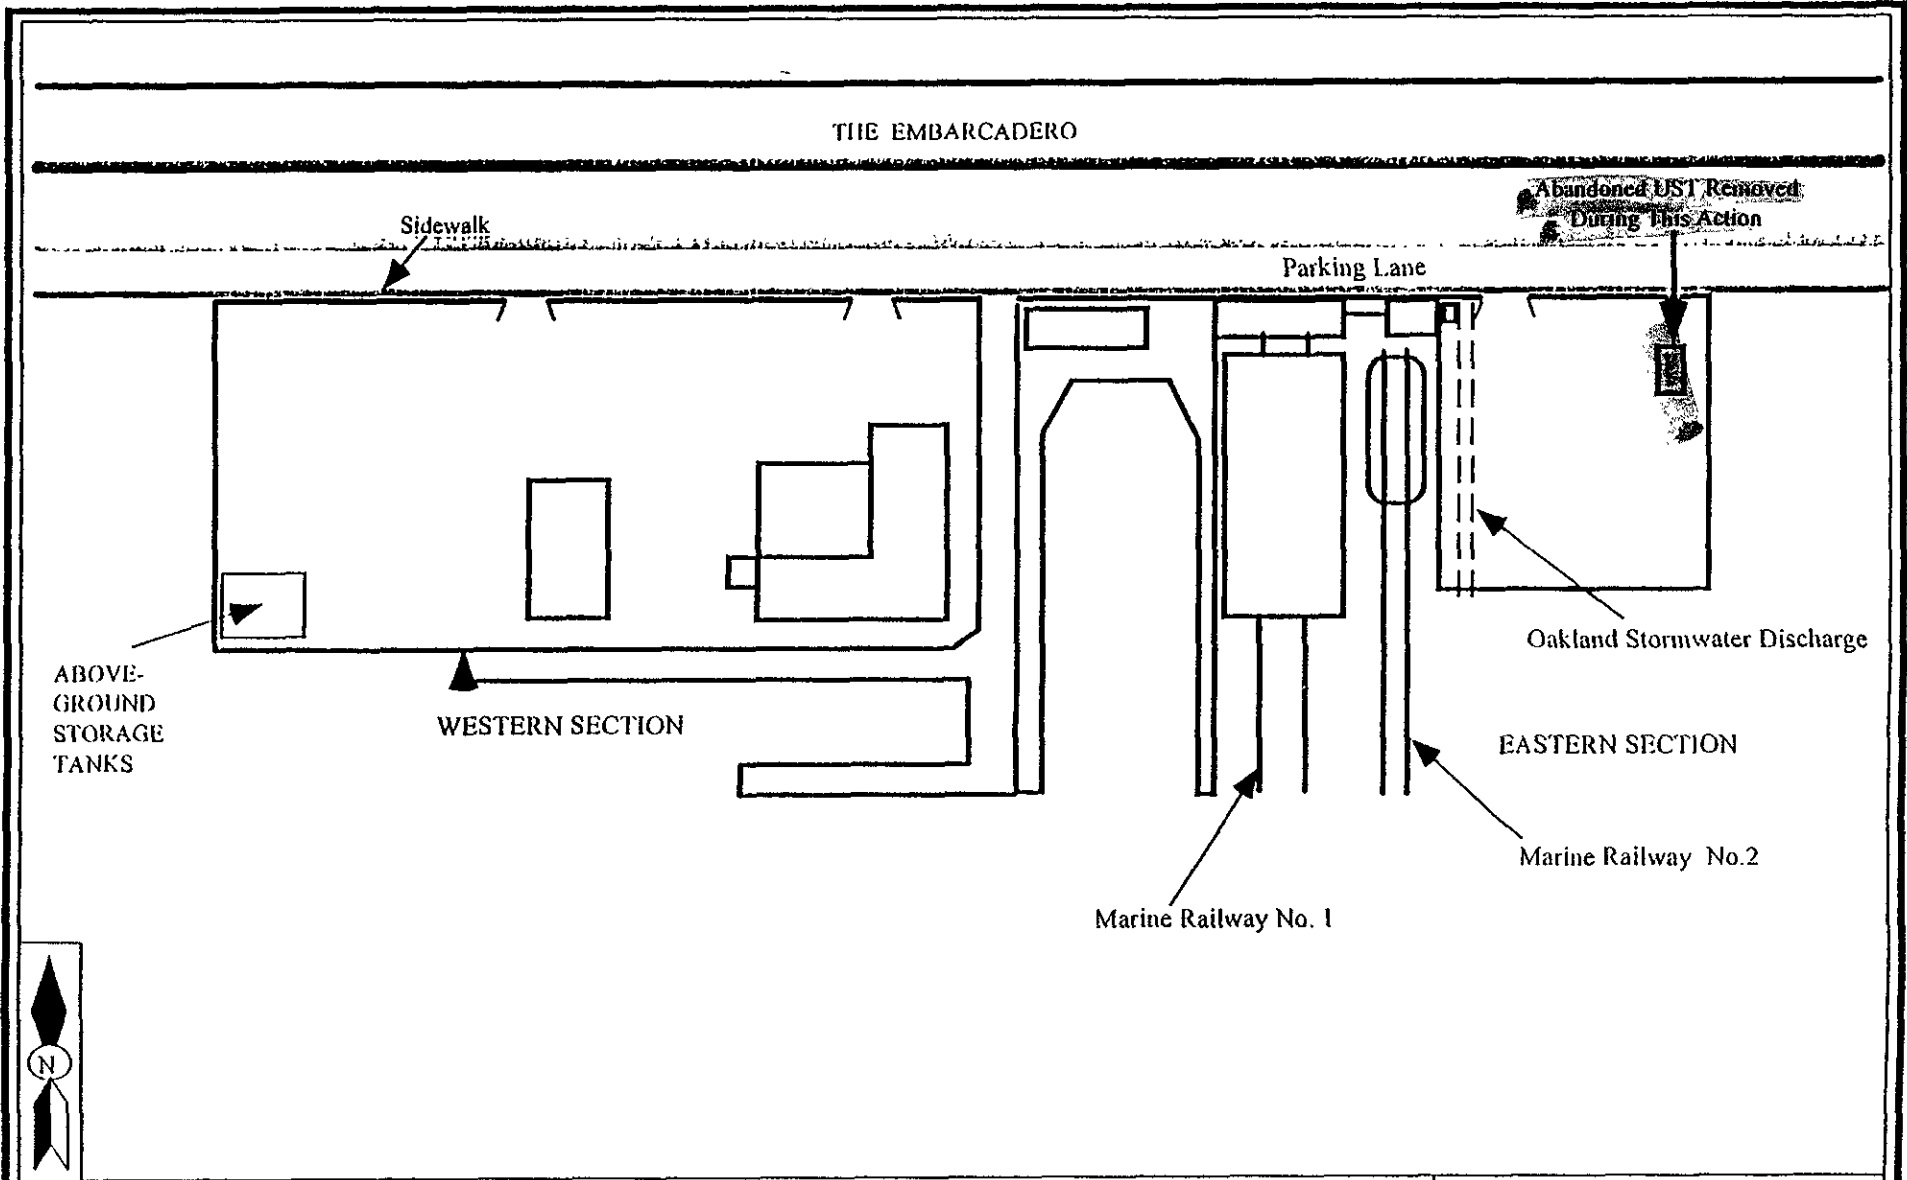 THE EMBARCADERO
Abandoned UST Removed
During This Action
Sidewalk
Parking Lane
Oakland Stormwater Discharge
ABOVE-
GROUND
STORAGE
TANKS
WESTERN SECTION
EASTERN SECTION
Marine Railway No.2
Marine Railway No. 1
N